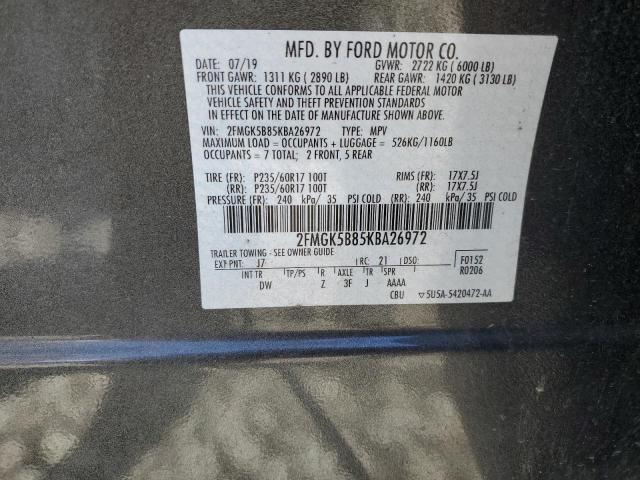 MFD. BY FORD MOTOR CO.
DATE: 07/19 GVWR: 2722 KG ( 6000 LB)
FRONT GAWR: 1311 KG ( 2890 LB) REAR GAWR: 1420 KG ( 3130 LB)
THIS VEHICLE CONFORMS TO ALL APPLICABLE FEDERAL MOTOR
VEHICLE SAFETY AND THEFT PREVENTION STANDARDS
IN EFFECT ON THE DATE OF MANUFACTURE SHOWN ABOVE.
VIN: 2FMGK5B85KBA26972 TYPE: MPV
MAXIMUM LOAD = OCCUPANTS + LUGGAGE = 526KG/1160LB
OCCUPANTS = 7 TOTAL: 2 FRONT, 5 REAR
TIRE (FR): P235/60R17 100T RIMS (FR): 17X7.5J
(RR): P235/60R17 100T (RR): 17X7.5J
PRESSURE (FR): 240 kPa/ 35 PSI COLD (RR): 240 kPa/ 35 PSI COLD
2FMGK5B85KBA26972
TRAILER TOWING - SEE OWNER GUIDE
EXT PNT: J7 RC: 21 DSO: F0152
INT TR TP/PS R AXLE TR SPR R0206
DW Z 3F J AAAA
CBU ▽5U5A-5420472-AA